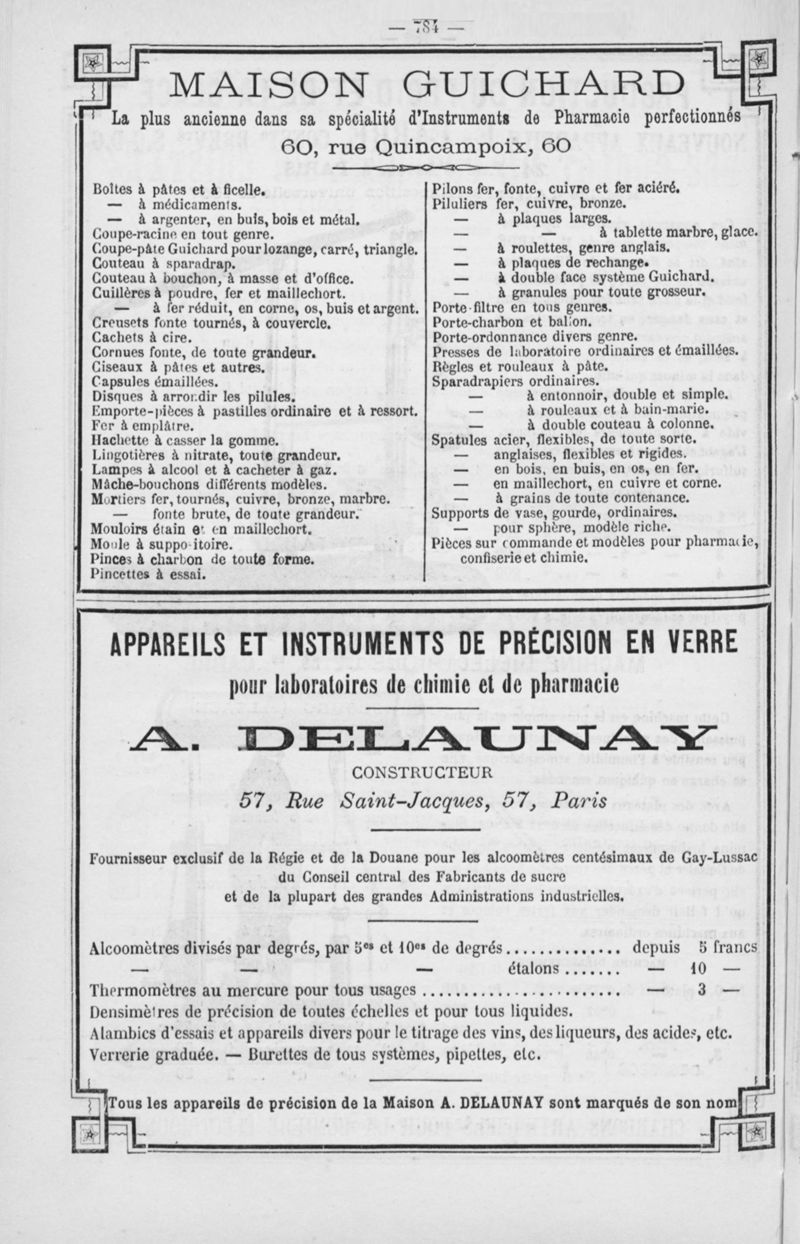 — 784 —
MAISON GUICHARD
La plus ancienne dans sa spécialité d'Instruments de Pharmacie perfectionnés
60, rue Quincampoix, 60
Boîtes à pâtes et à ficelle.
— à médicaments.
— à argenter, en buis, bois et métal.
Coupe-racine en tout genre.
Coupe-pâte Guichard pour lozange, carré, triangle.
Couteau à sparadrap.
Couteau à bouchon, à masse et d'office.
Cuillères à poudre, fer et maillechort.
— à fer réduit, en corne, os, buis et argent.
Creusets fonte tournés, à couvercle.
Cachets à cire.
Cornues fonte, de toute grandeur.
Ciseaux à pâtes et autres.
Capsules émaillées.
Disques à arrondir les pilules.
Emporte-pièces à pastilles ordinaire et à ressort.
Fer à emplâtre.
Hachette à casser la gomme.
Lingotières à nitrate, toute grandeur.
Lampes à alcool et à cacheter à gaz.
Mâche-bouchons différents modèles.
Mortiers fer, tournés, cuivre, bronze, marbre.
— fonte brute, de toute grandeur.
Mouloirs étain et en maillechort.
Moule à suppositoire.
Pinces à charbon de toute forme.
Pincettes à essai.
Pilons fer, fonte, cuivre et fer aciéré.
Piluliers fer, cuivre, bronze.
— à plaques larges.
— — à tablette marbre, glace.
— à roulettes, genre anglais.
— à plaques de rechange.
— à double face système Guichard.
— à granules pour toute grosseur.
Porte-filtre en tous genres.
Porte-charbon et ballon.
Porte-ordonnance divers genre.
Presses de laboratoire ordinaires et émaillées.
Règles et rouleaux à pâte.
Sparadrapiers ordinaires.
— à entonnoir, double et simple.
— à rouleaux et à bain-marie.
— à double couteau à colonne.
Spatules acier, flexibles, de toute sorte.
— anglaises, flexibles et rigides.
— en bois, en buis, en os, en fer.
— en maillechort, en cuivre et corne.
— à grains de toute contenance.
Supports de vase, gourde, ordinaires.
— pour sphère, modèle riche.
Pièces sur commande et modèles pour pharmacie,
confiserie et chimie.
APPAREILS ET INSTRUMENTS DE PRÉCISION EN VERRE
pour laboratoires de chimie et de pharmacie
A. DELAUNAY
CONSTRUCTEUR
57, Rue Saint-Jacques, 57, Paris
Fournisseur exclusif de la Régie et de la Douane pour les alcoomètres centésimaux de Gay-Lussac
du Conseil central des Fabricants de sucre
et de la plupart des grandes Administrations industrielles.
Alcoomètres divisés par degrés, par 5es et 10es de degrés.............. depuis 5 francs
— — — étalons ....... — 10 —
Thermomètres au mercure pour tous usages ........................ — 3 —
Densimètres de précision de toutes échelles et pour tous liquides.
Alambics d'essais et appareils divers pour le titrage des vins, des liqueurs, des acides, etc.
Verrerie graduée. — Burettes de tous systèmes, pipettes, etc.
Tous les appareils de précision de la Maison A. DELAUNAY sont marqués de son nom